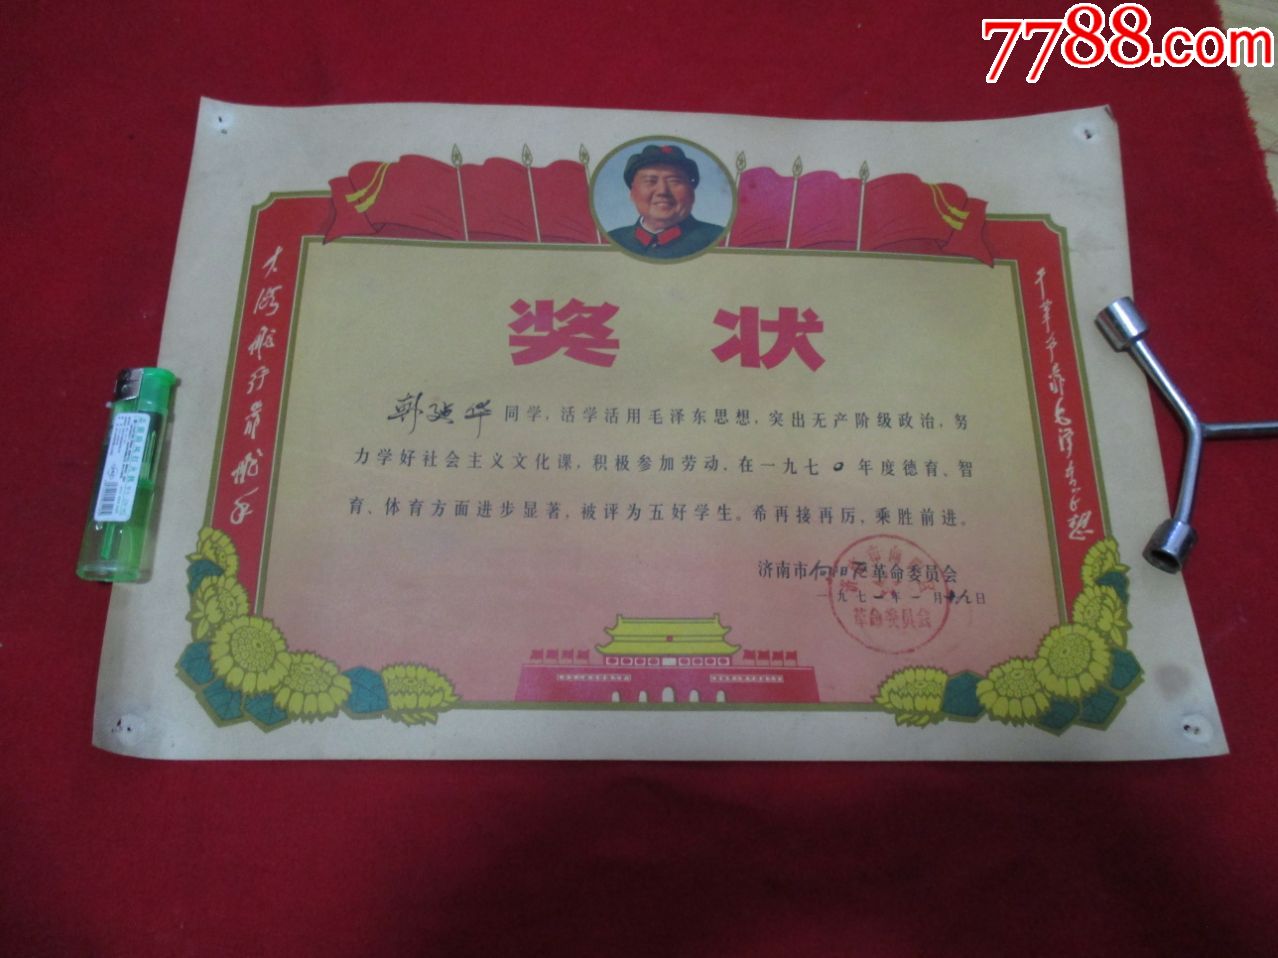 7788.com
大海航行靠舵手
干革命靠毛泽东思想
奖状
韩建华同学，活学活用毛泽东思想，突出无产阶级政治，努
力学好社会主义文化课，积极参加劳动，在一九七〇年度德育、智
育、体育方面进步显著，被评为五好学生。希再接再厉，乘胜前进。
济南市向阳区革命委员会
一九七一年一月 日
革命委员会